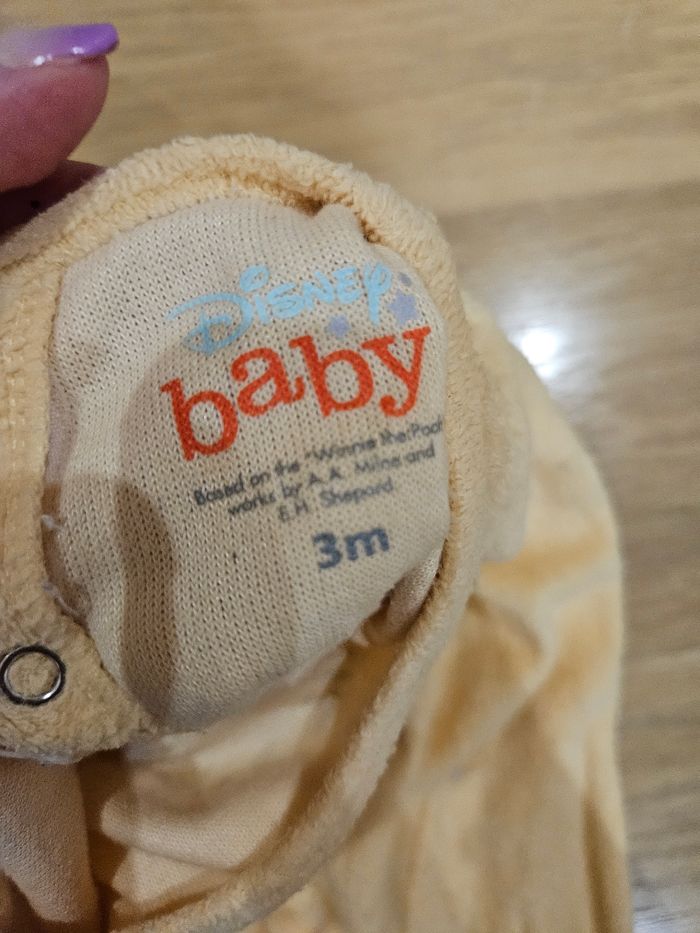 Disney
baby
Based on the "Winnie the Pooh"
works by A. A. Milne and
E.H. Shepard
3m